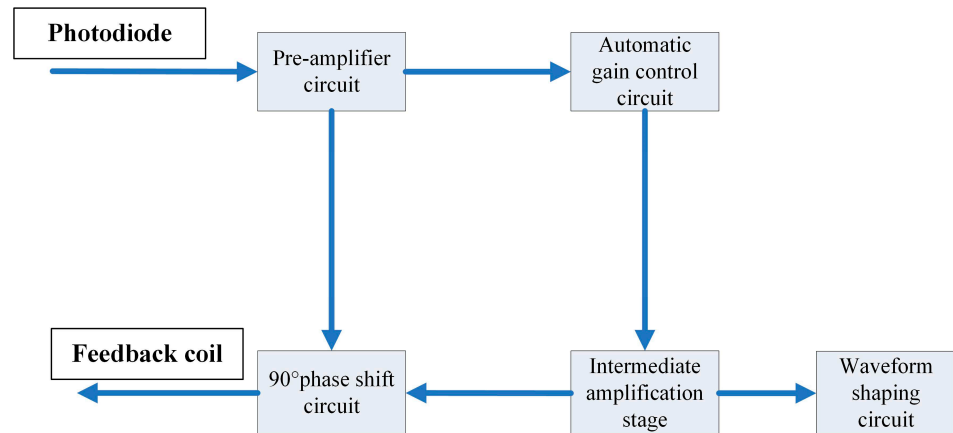 Photodiode
Pre-amplifier
circuit
Automatic
gain control
circuit
Feedback coil
90°phase shift
circuit
Intermediate
amplification
stage
Waveform
shaping
circuit